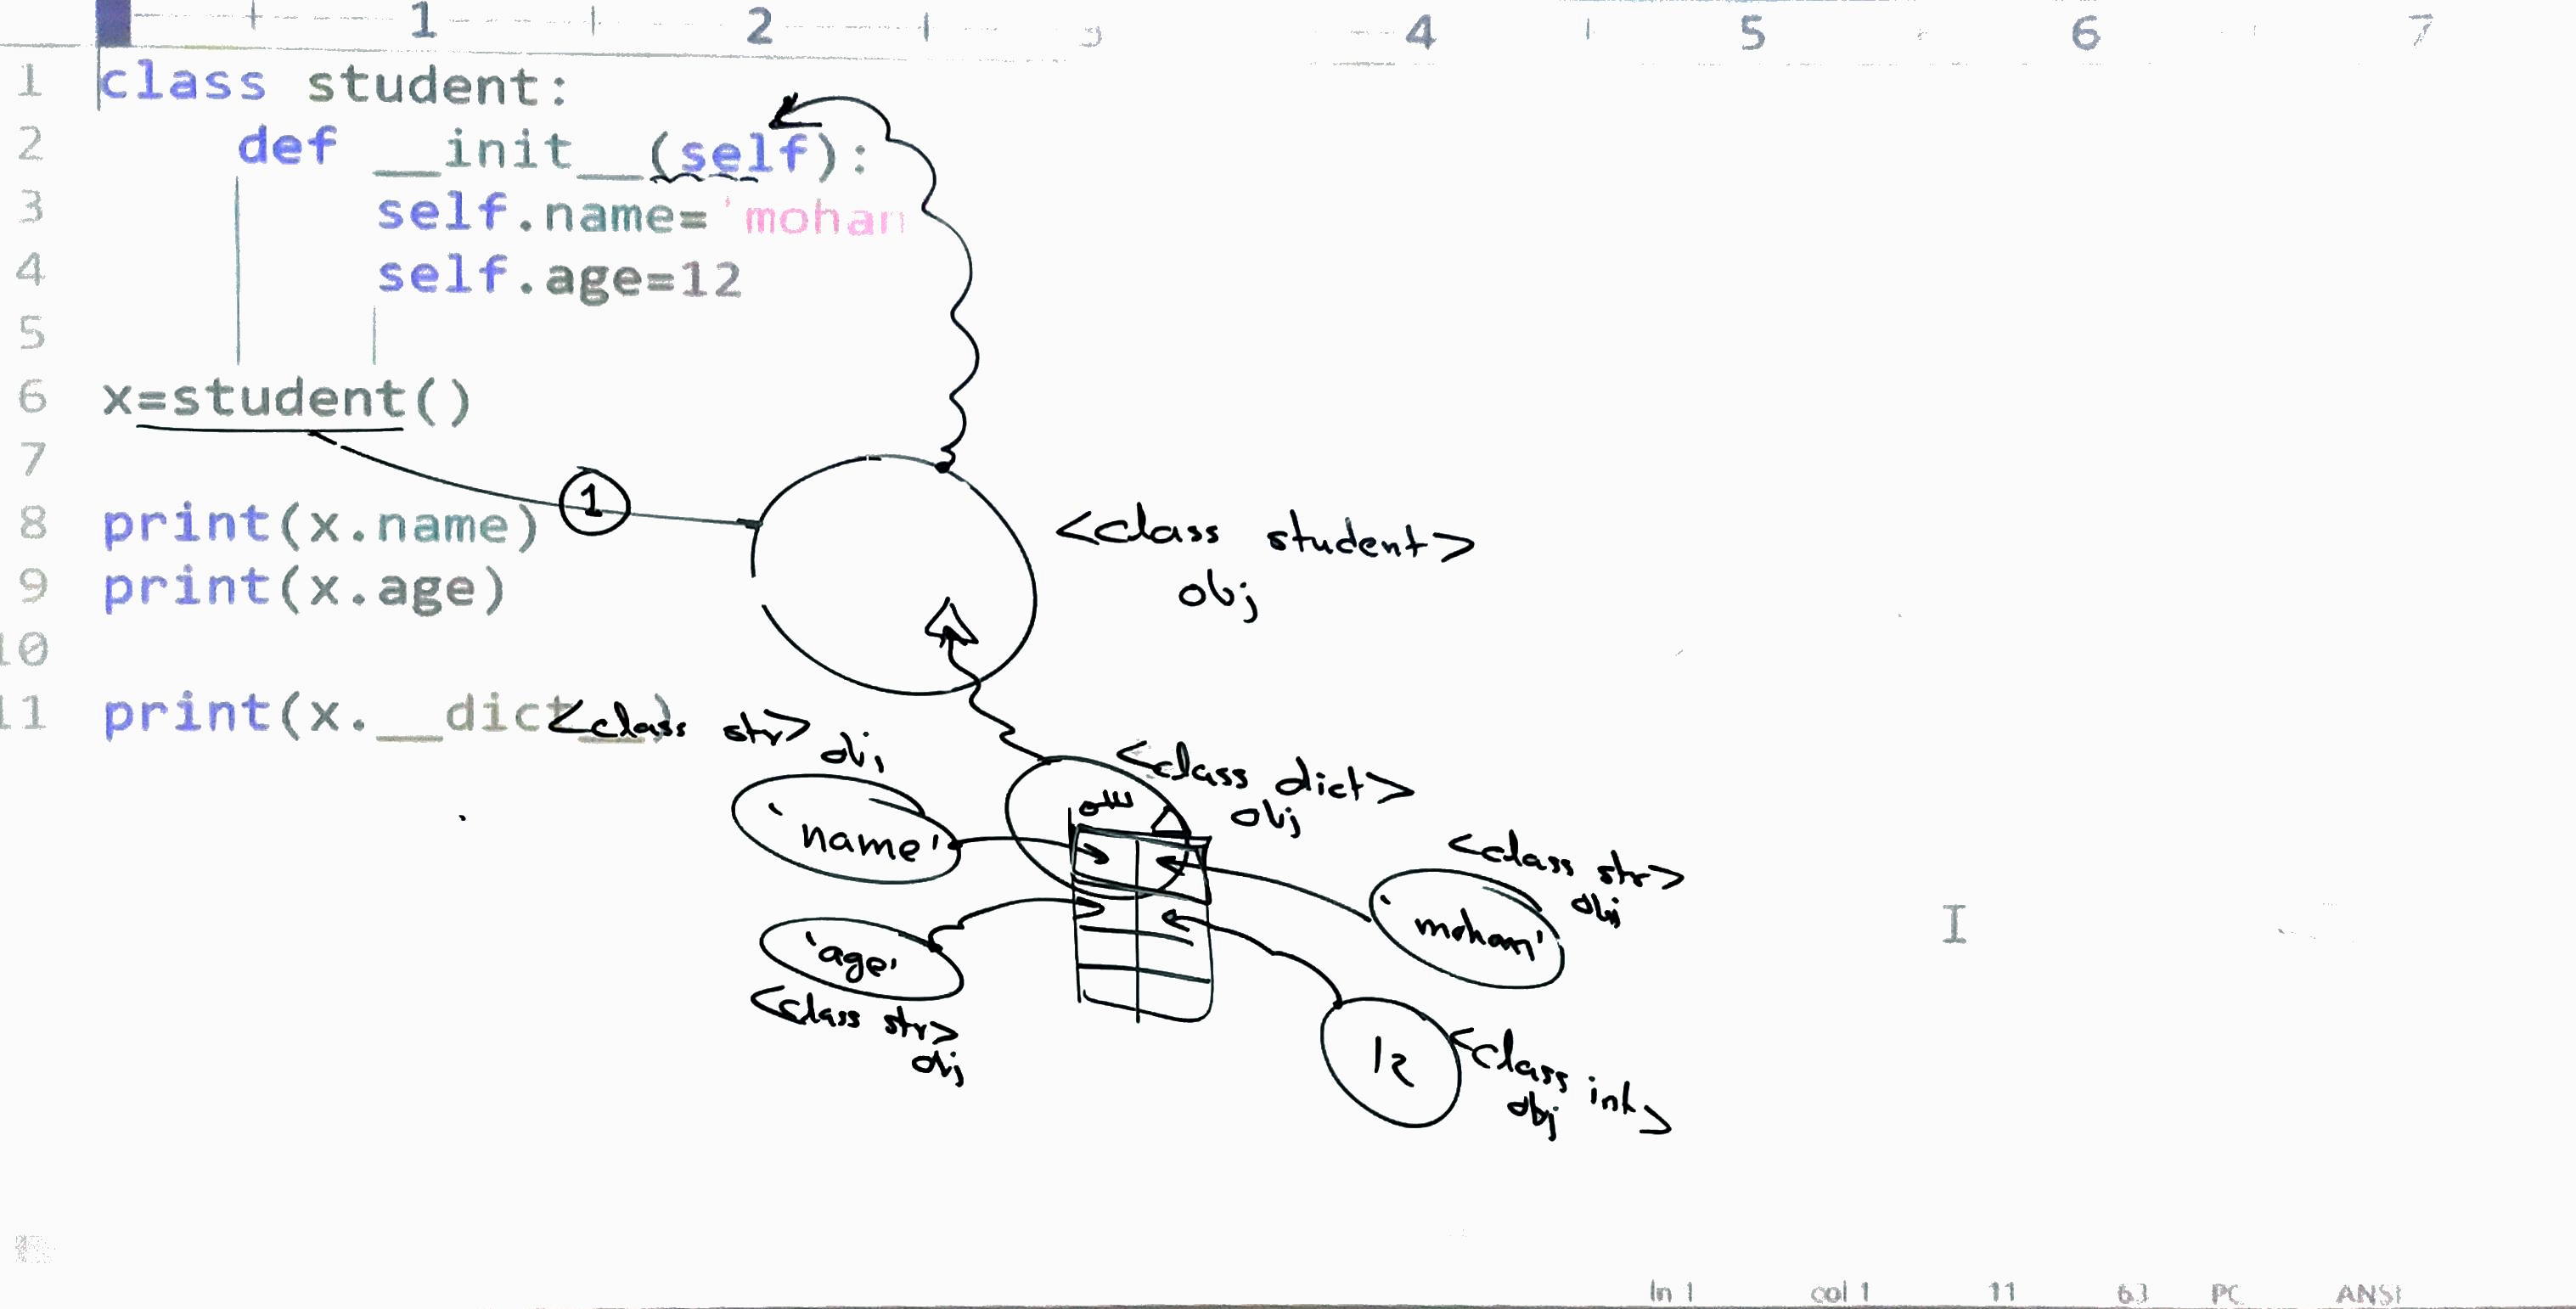 1 2 3 4 5 6 7
1 class student:
2 def __init__(self):
3 self.name='mohan
4 self.age=12
5
6 x=student()
7
8 print(x.name)
9 print(x.age)
10
11 print(x.__dict__)
1
<class student>
obj
<class str>
obj
<class dict>
obj
'name'
<class str>
obj
'moham'
'age'
<class str>
obj
12
<class int>
obj
ln 1 col 1 11 63 PC ANSI